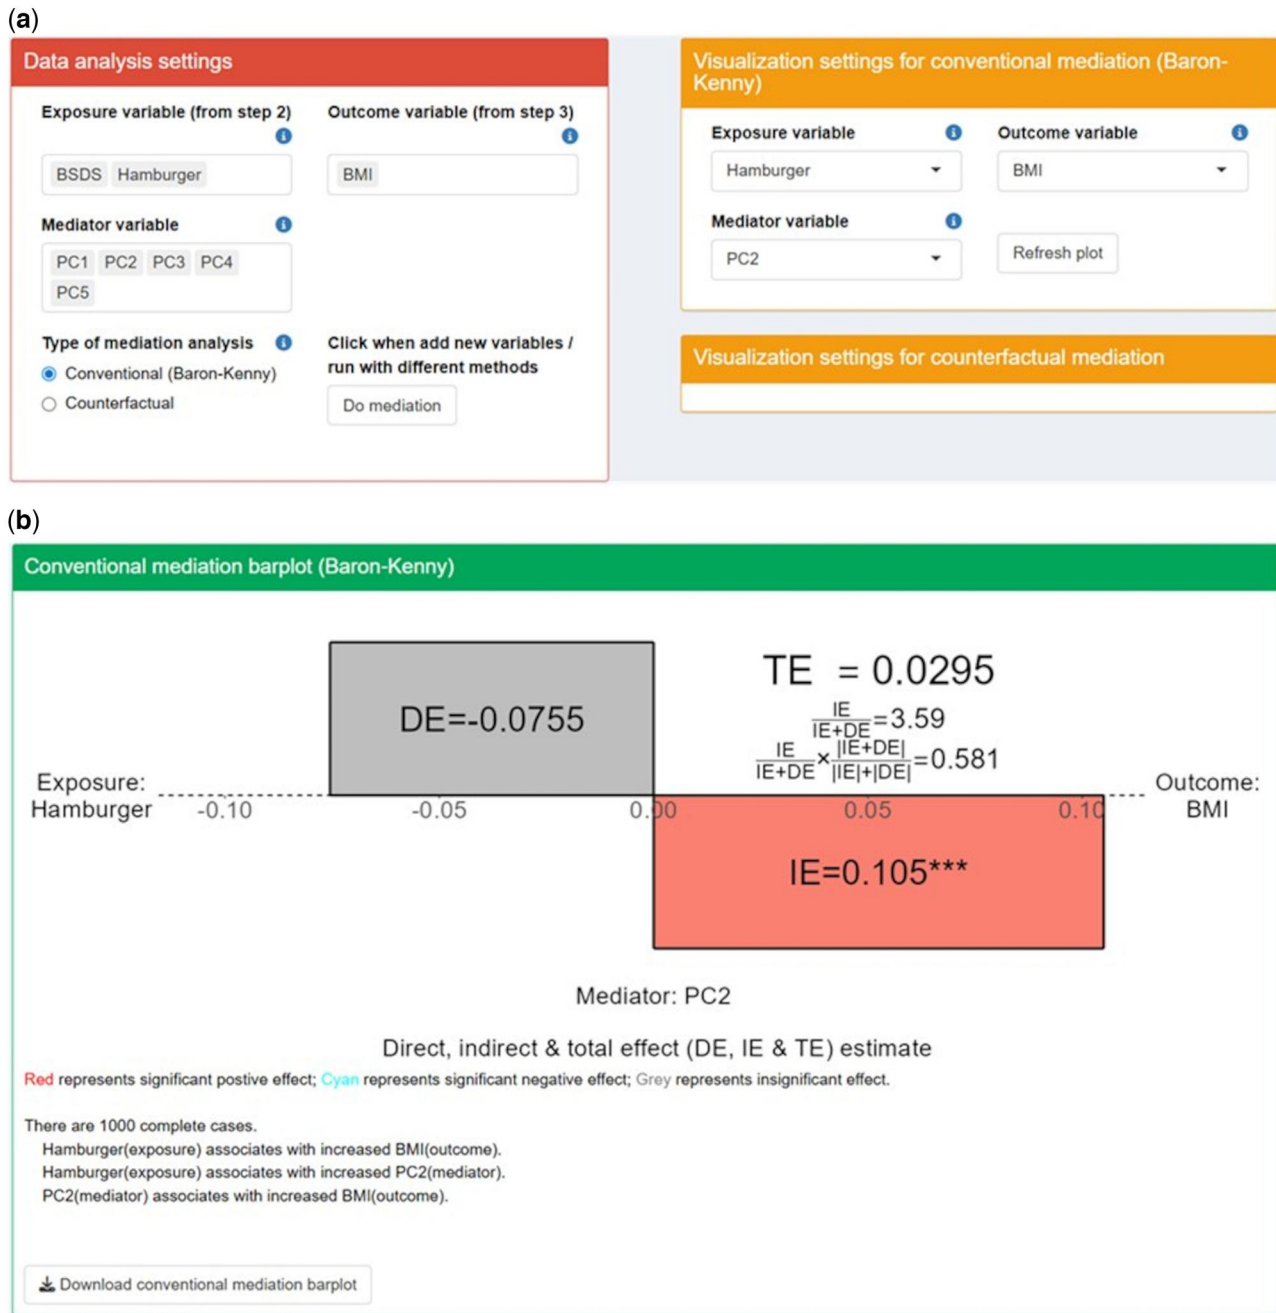 (a)
Data analysis settings
Exposure variable (from step 2)
Outcome variable (from step 3)
BSDS Hamburger
BMI
Mediator variable
PC1 PC2 PC3 PC4
PC5
Type of mediation analysis
Conventional (Baron-Kenny)
Counterfactual
Click when add new variables /
run with different methods
Do mediation
Visualization settings for conventional mediation (Baron-
Kenny)
Exposure variable
Outcome variable
Hamburger
BMI
Mediator variable
PC2
Refresh plot
Visualization settings for counterfactual mediation
(b)
Conventional mediation barplot (Baron-Kenny)
DE=-0.0755
TE = 0.0295
IE/IE+DE=3.59
IE/IE+DE×|IE+DE|/|IE|+|DE|=0.581
Exposure:
Hamburger
-0.10 -0.05 0.00 0.05 0.10
Outcome:
BMI
IE=0.105***
Mediator: PC2
Direct, indirect & total effect (DE, IE & TE) estimate
Red represents significant postive effect; Cyan represents significant negative effect; Grey represents insignificant effect.
There are 1000 complete cases.
Hamburger(exposure) associates with increased BMI(outcome).
Hamburger(exposure) associates with increased PC2(mediator).
PC2(mediator) associates with increased BMI(outcome).
Download conventional mediation barplot